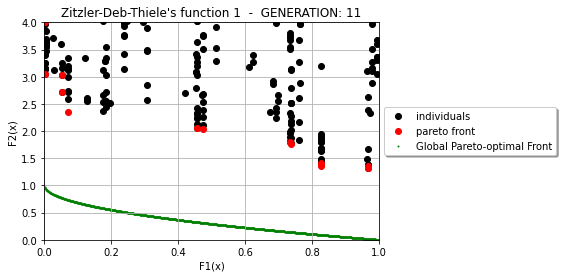 Zitzler-Deb-Thiele's function 1 - GENERATION: 11
4.0
3.5
3.0
2.5
2.0
1.5
1.0
0.5
0.0
F2(x)
0.0 0.2 0.4 0.6 0.8 1.0
F1(x)
individuals
pareto front
Global Pareto-optimal Front